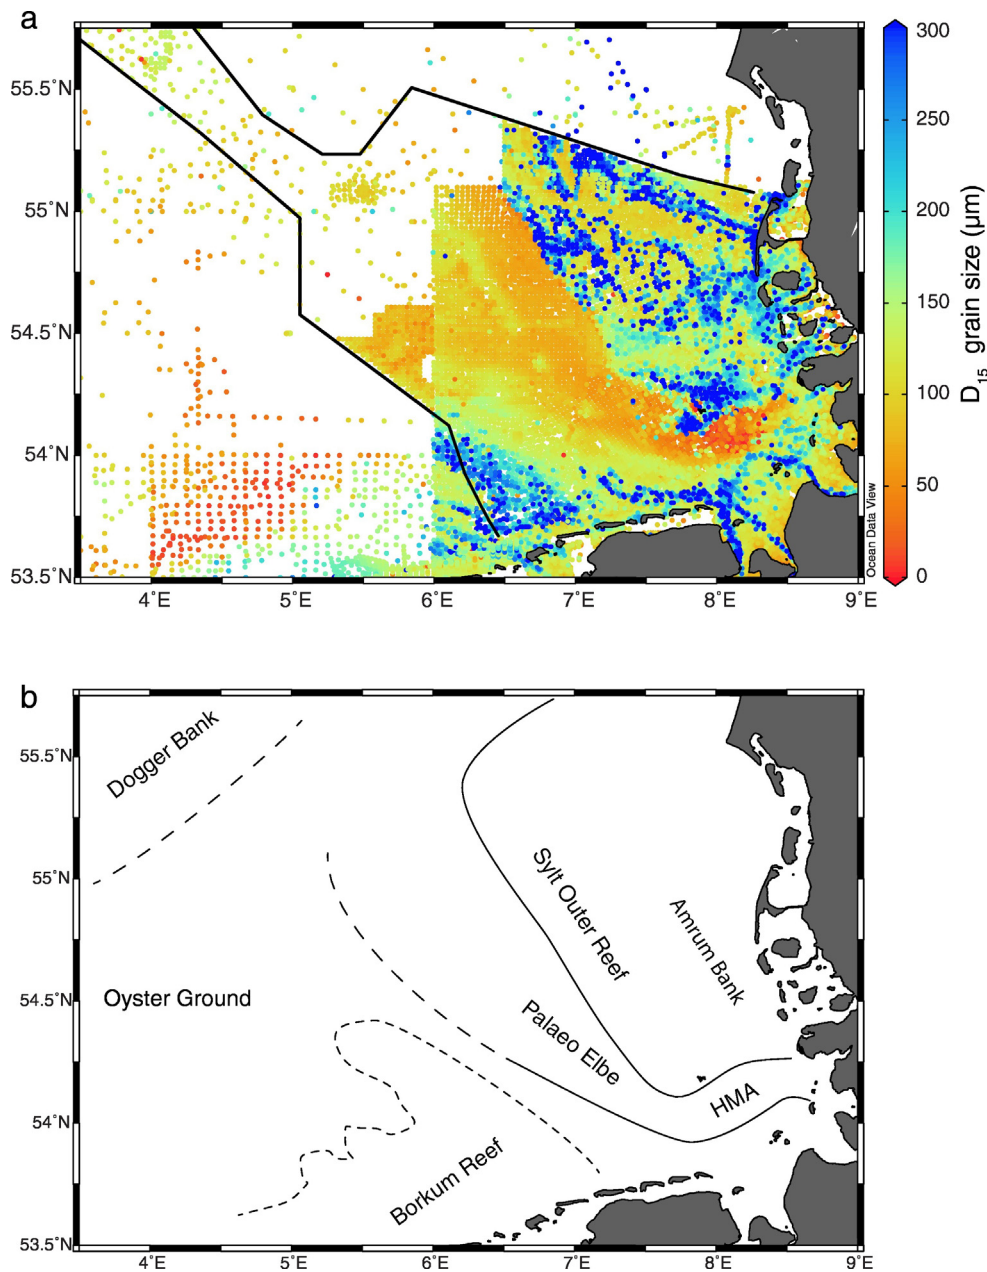 a
55.5°N
55°N
54.5°N
54°N
53.5°N
4°E
5°E
6°E
7°E
8°E
9°E
Ocean Data View
300
200
150
100
50
0
D15 grain size (µm)
b
55.5°N
55°N
54.5°N
54°N
53.5°N
Dogger Bank
Oyster Ground
Sylt Outer Reef
Amrum Bank
Palaeo Elbe
HMA
Borkum Reef
4°E
5°E
6°E
7°E
8°E
9°E